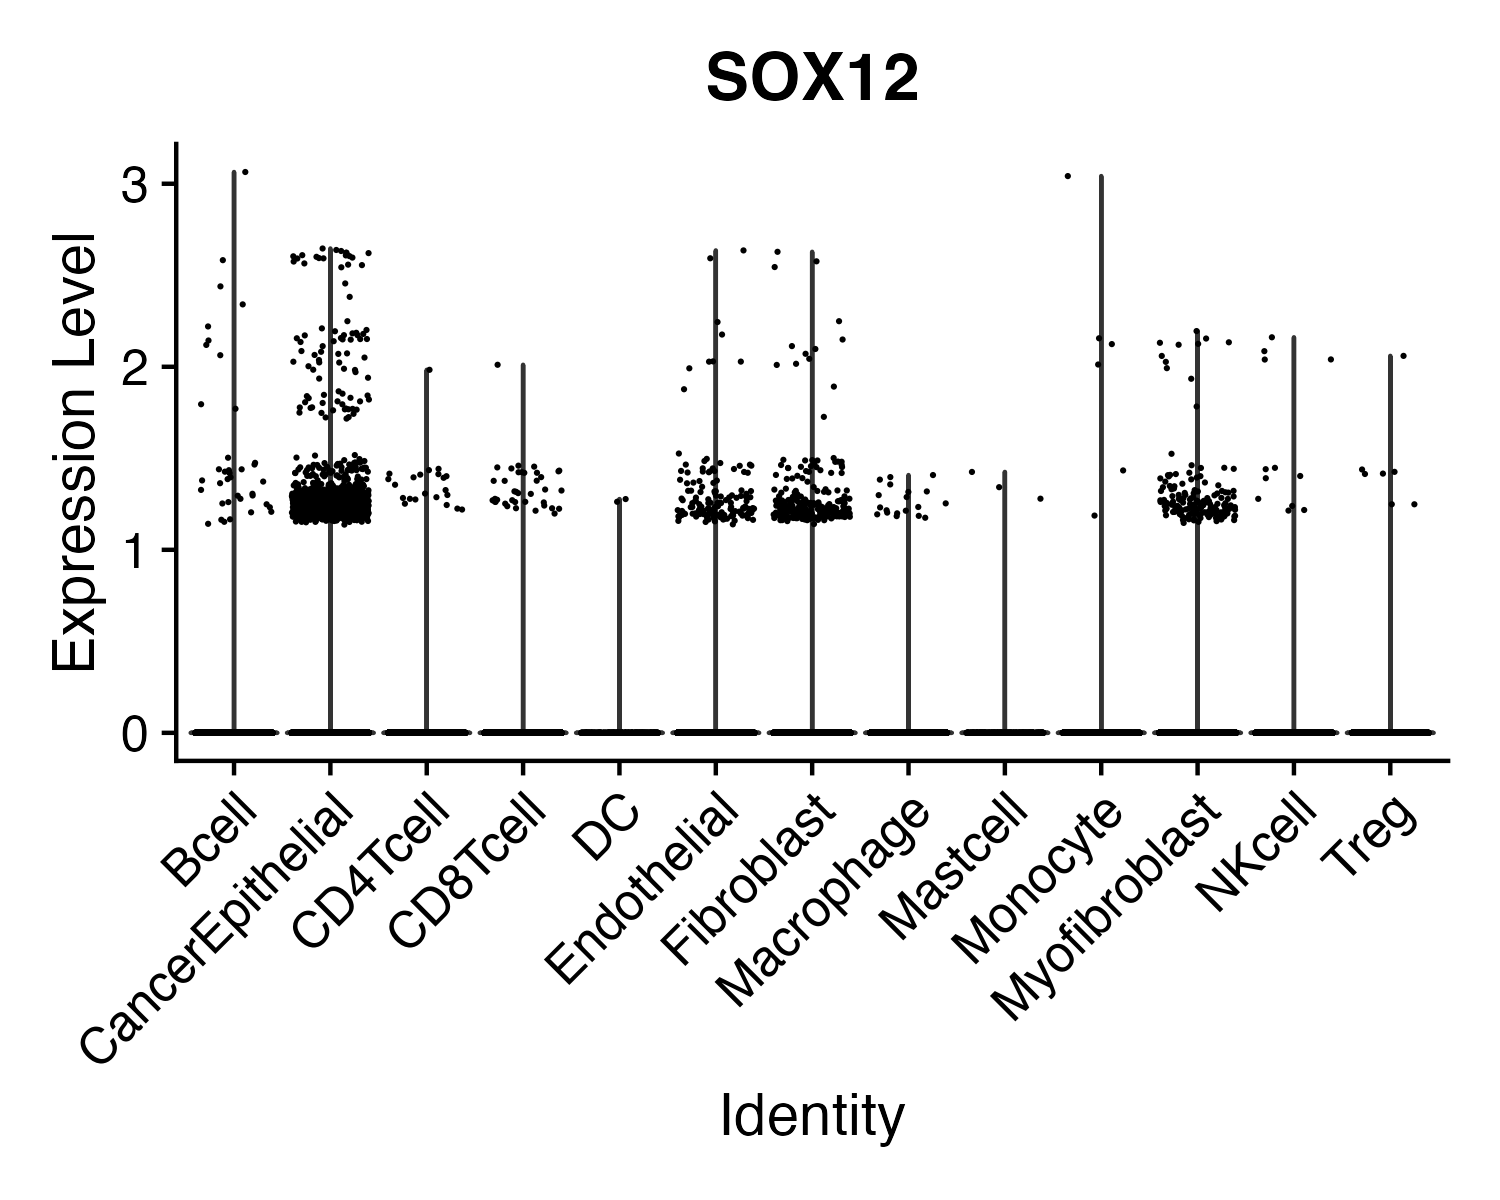 SOX12
Expression Level
3
2
1
0
Bcell
CancerEpithelial
CD4Tcell
CD8Tcell
DC
Endothelial
Fibroblast
Macrophage
Mastcell
Monocyte
Myofibroblast
NKcell
Treg
Identity